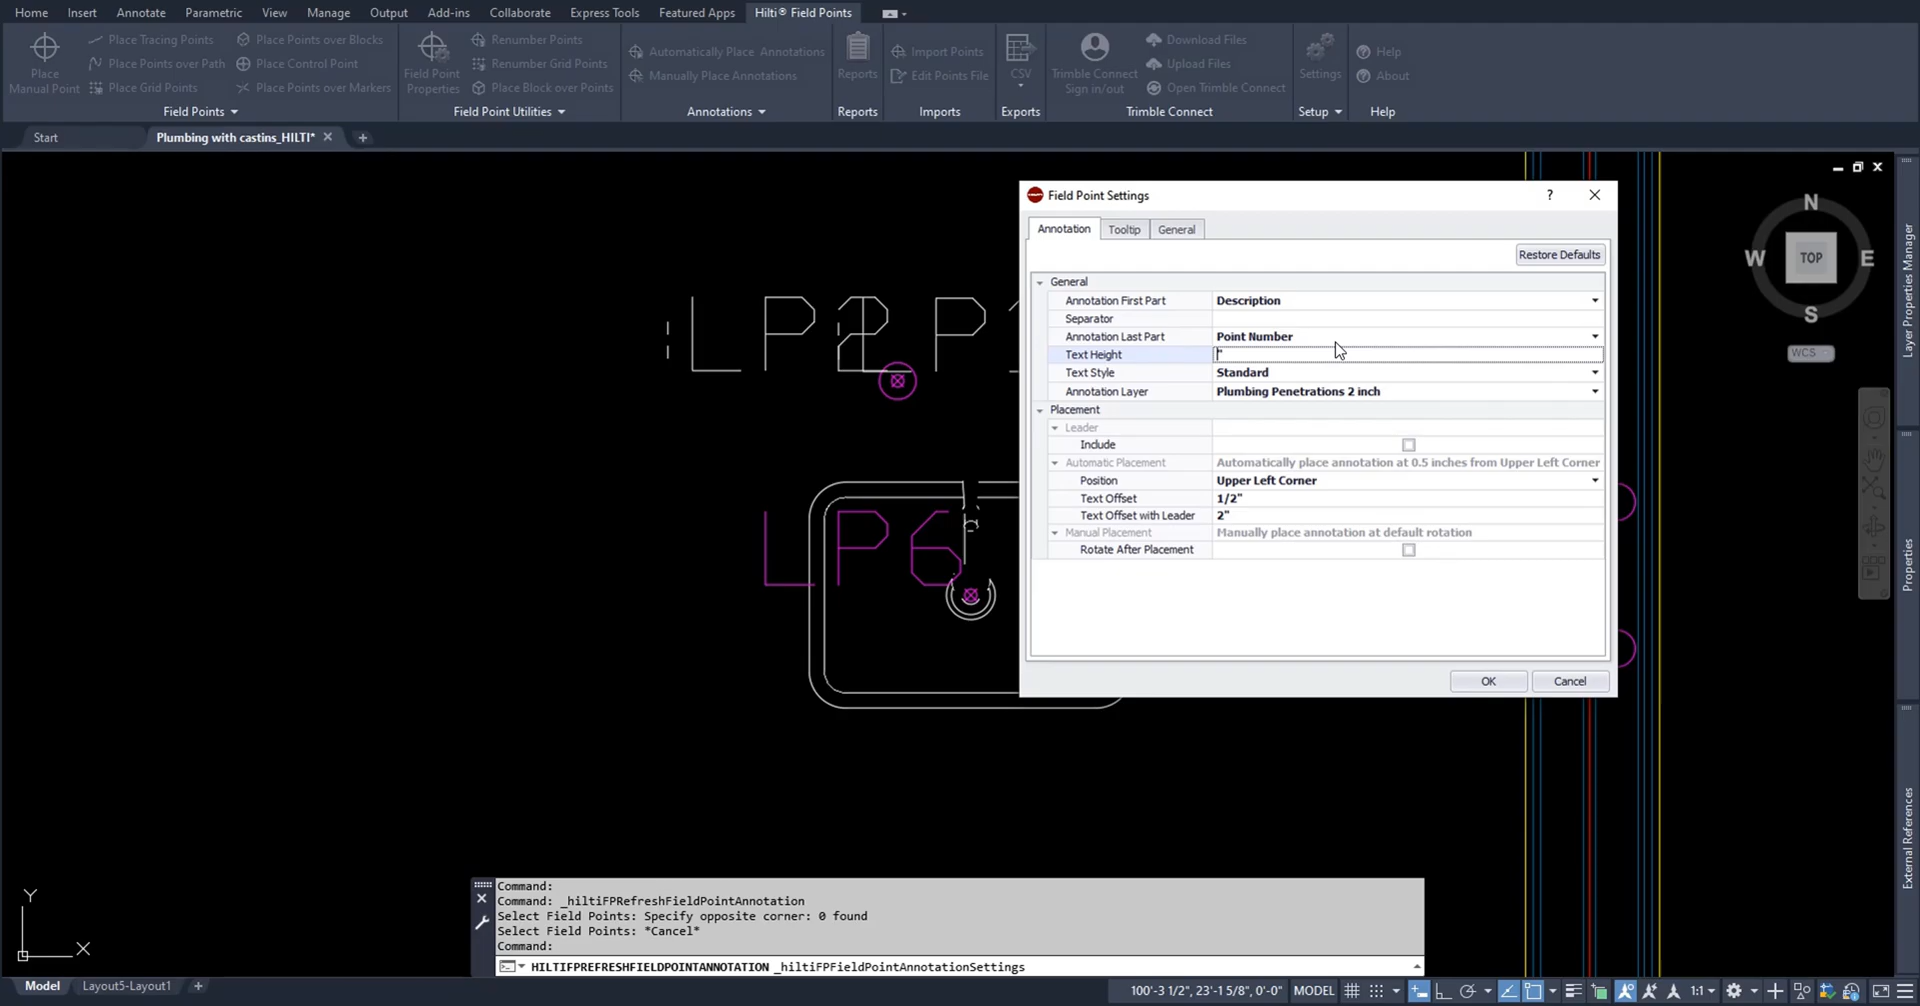 Home Insert Annotate Parametric View Manage Output Add-ins Collaborate Express Tools Featured Apps Hilti® Field Points
Place Manual Point
Place Tracing Points
Place Points over Path
Place Grid Points
Place Points over Blocks
Place Control Point
Place Points over Markers
Field Points
Field Point Properties
Renumber Points
Renumber Grid Points
Place Block over Points
Field Point Utilities
Automatically Place Annotations
Manually Place Annotations
Annotations
Reports
Reports
Import Points
Edit Points File
Imports
CSV
Exports
Trimble Connect Sign in/out
Download Files
Upload Files
Open Trimble Connect
Trimble Connect
Settings
Setup
Help
About
Help
Start
Plumbing with castins_HILTI*
LP6
N
W TOP E
S
WCS
Layer Properties Manager
Properties
External References
Field Point Settings
Annotation Tooltip General
Restore Defaults
General
Annotation First Part Description
Separator
Annotation Last Part Point Number
Text Height "
Text Style Standard
Annotation Layer Plumbing Penetrations 2 inch
Placement
Leader
Include
Automatic Placement Automatically place annotation at 0.5 inches from Upper Left Corner
Position Upper Left Corner
Text Offset 1/2"
Text Offset with Leader 2"
Manual Placement Manually place annotation at default rotation
Rotate After Placement
OK Cancel
Command:
Command: _hiltiFPRefreshFieldPointAnnotation
Select Field Points: Specify opposite corner: 0 found
Select Field Points: *Cancel*
Command:
HILTIFPREFRESHFIELDPOINTANNOTATION _hiltiFPFieldPointAnnotationSettings
Y
X
Model Layout5-Layout1
100'-3 1/2", 23'-1 5/8", 0'-0" MODEL 1:1